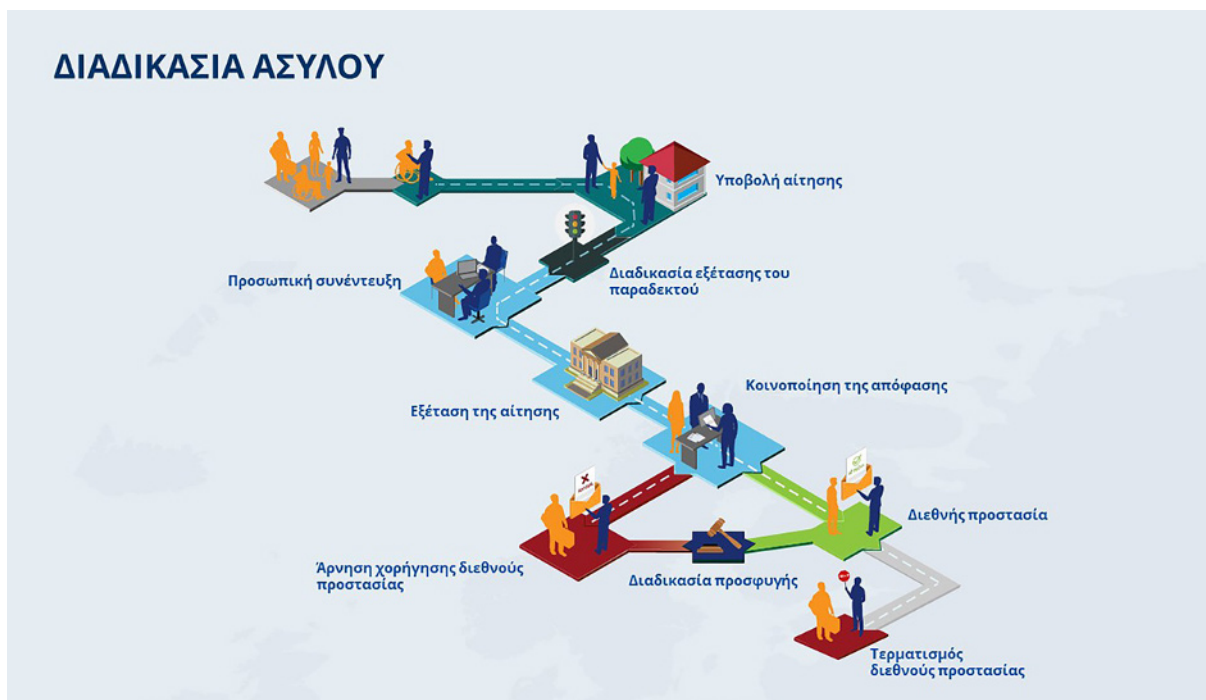 ΔΙΑΔΙΚΑΣΙΑ ΑΣΥΛΟΥ
Υποβολή αίτησης
Διαδικασία εξέτασης του
παραδεκτού
Προσωπική συνέντευξη
Εξέταση της αίτησης
Κοινοποίηση της απόφασης
Διεθνής προστασία
Άρνηση χορήγησης διεθνούς
προστασίας
Διαδικασία προσφυγής
Τερματισμός
διεθνούς προστασίας